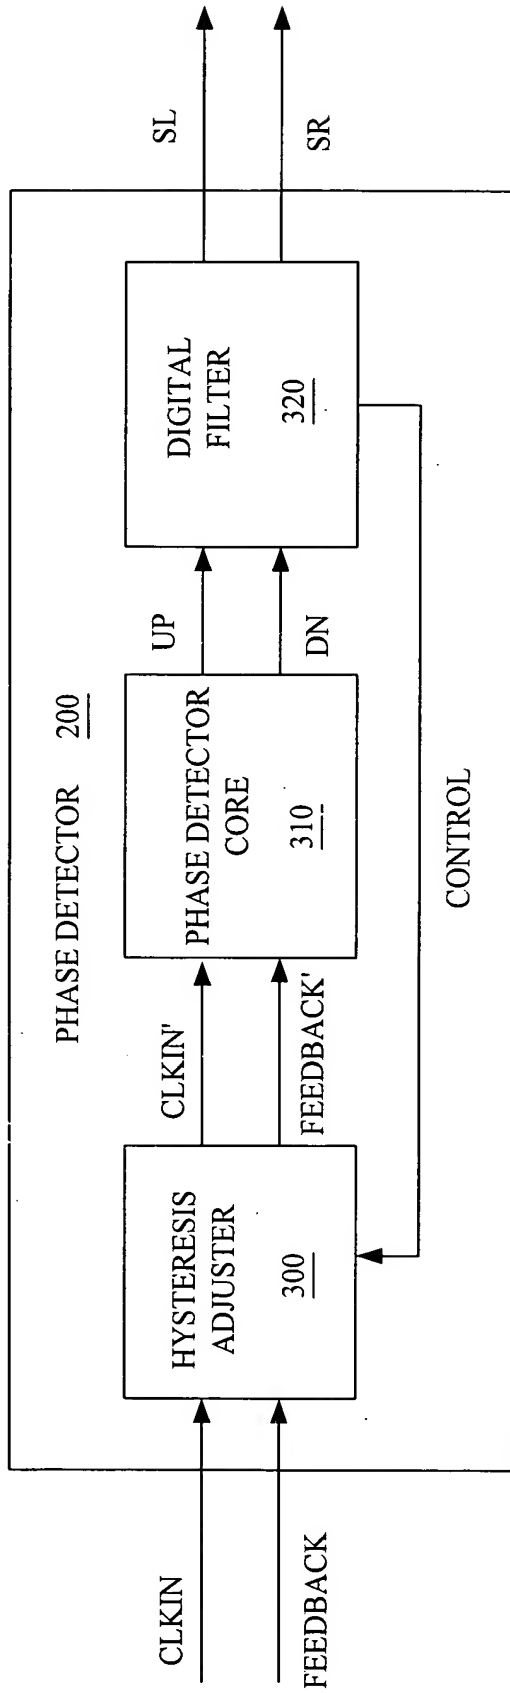 PHASE DETECTOR 200
CLKIN
FEEDBACK
HYSTERESIS
ADJUSTER
300
CLKIN'
FEEDBACK'
PHASE DETECTOR
CORE
310
UP
DN
DIGITAL
FILTER
320
SL
SR
CONTROL